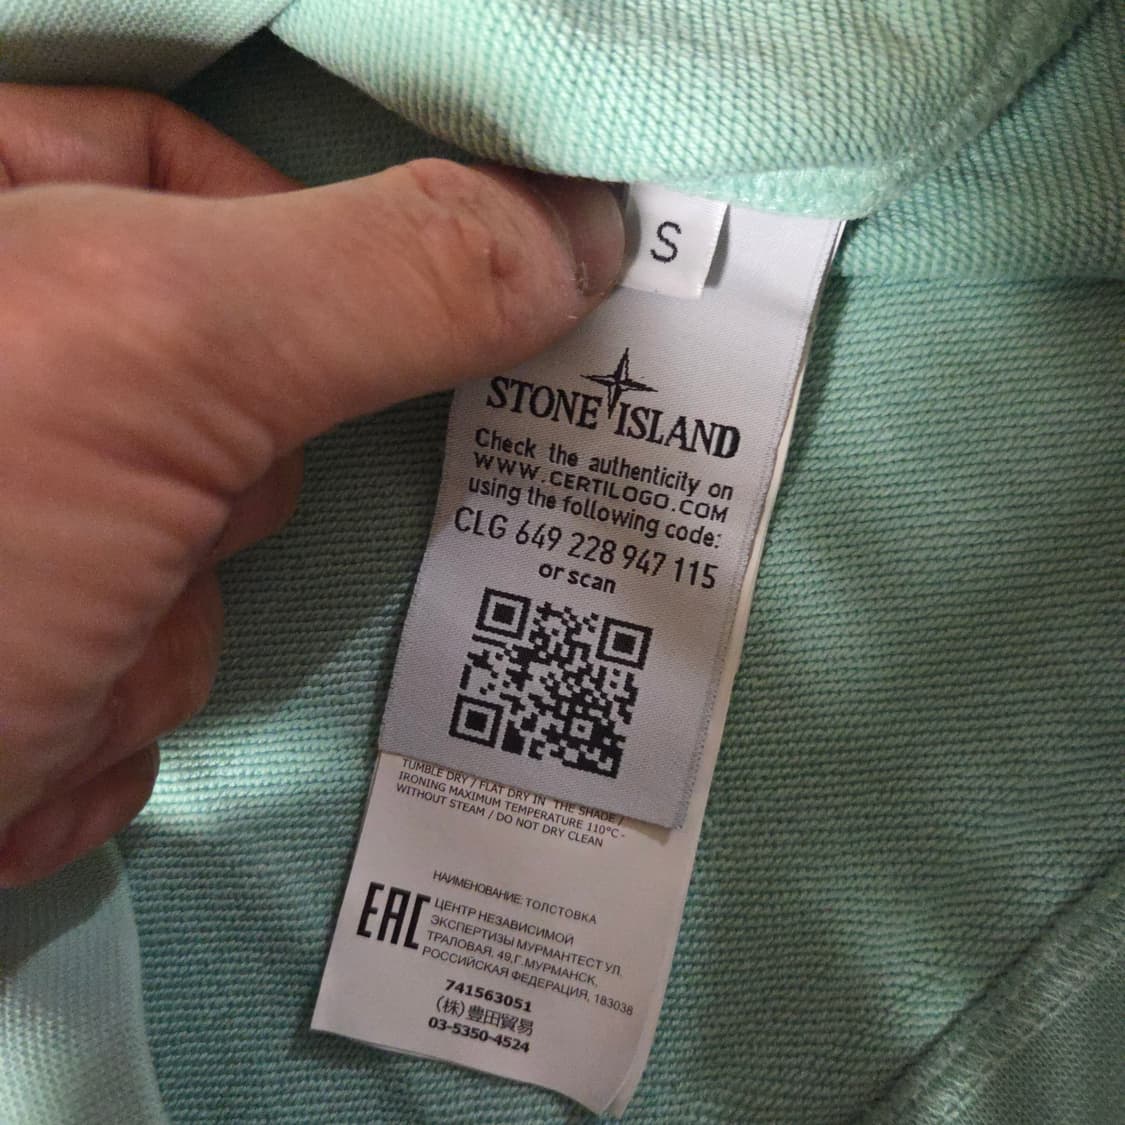 S
STONE ISLAND
Check the authenticity on
WWW.CERTILOGO.COM
using the following code:
CLG 649 228 947 115
or scan
TUMBLE DRY / FLAT DRY IN THE SHADE /
IRONING MAXIMUM TEMPERATURE 110°C -
WITHOUT STEAM / DO NOT DRY CLEAN
НАИМЕНОВАНИЕ: ТОЛСТОВКА
EAC
ЦЕНТР НЕЗАВИСИМОЙ
ЭКСПЕРТИЗЫ МУРМАНТЕСТ УЛ.
ТРАЛОВАЯ, 49,Г.МУРМАНСК,
РОССИЙСКАЯ ФЕДЕРАЦИЯ, 183038
741563051
(株)豊田貿易
03-5350-4524